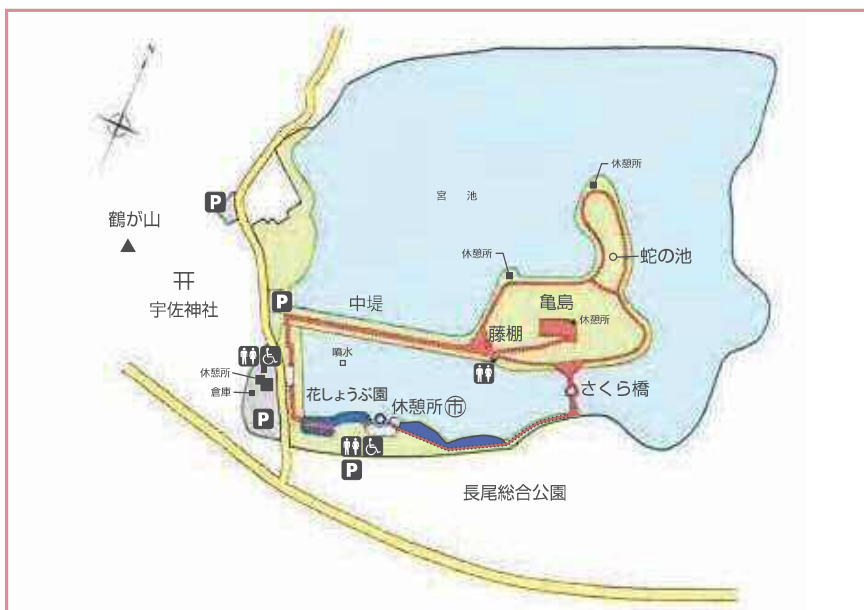 N
P
休憩所
宮　池
鶴が山
休憩所
蛇の池
宇佐神社
P
中堤
亀島
休憩所
藤棚
噴水
休憩所
倉庫
さくら橋
花しょうぶ園
休憩所 市
P
P
長尾総合公園